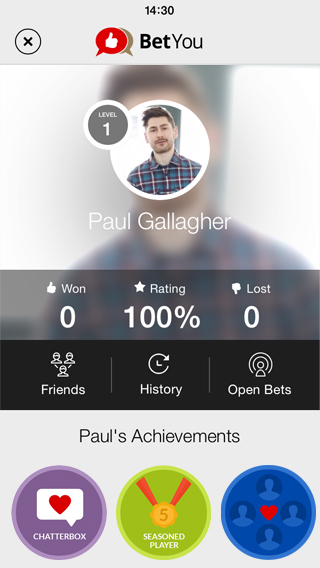 14:30
BetYou
LEVEL
1
Paul Gallagher
Won Rating Lost
0 100% 0
Friends History Open Bets
Paul's Achievements
5
CHATTERBOX
SEASONED
PLAYER